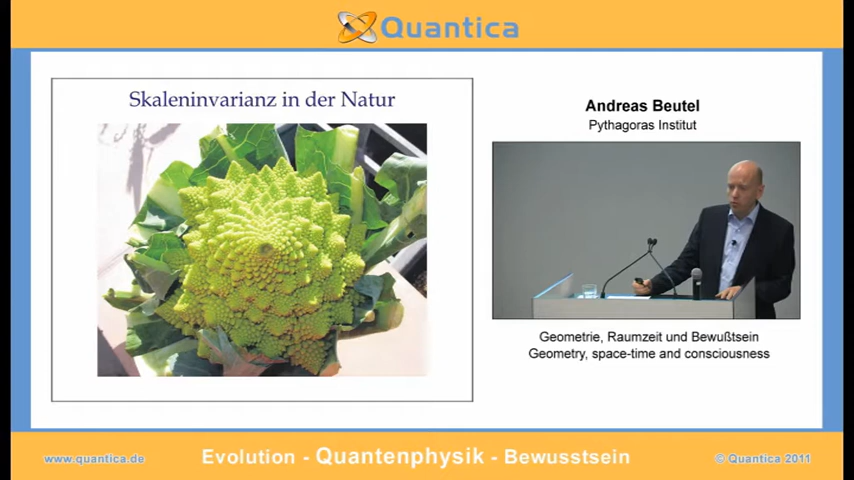 Quantica
Skaleninvarianz in der Natur
Andreas Beutel
Pythagoras Institut
Geometrie, Raumzeit und Bewußtsein
Geometry, space-time and consciousness
www.quantica.de
Evolution - Quantenphysik - Bewusstsein
© Quantica 2011